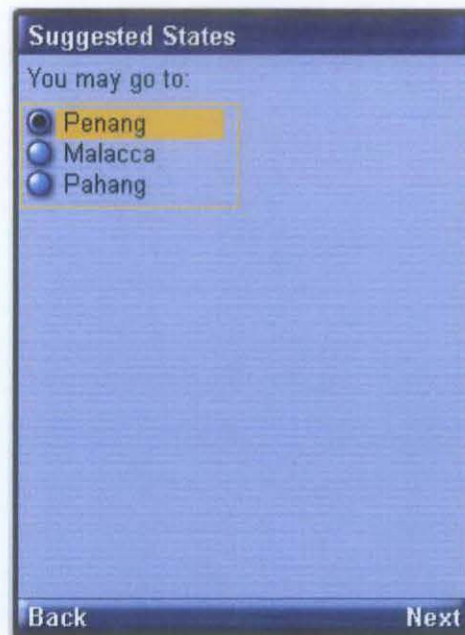 Suggested States
You may go to:
Penang
Malacca
Pahang
Back Next